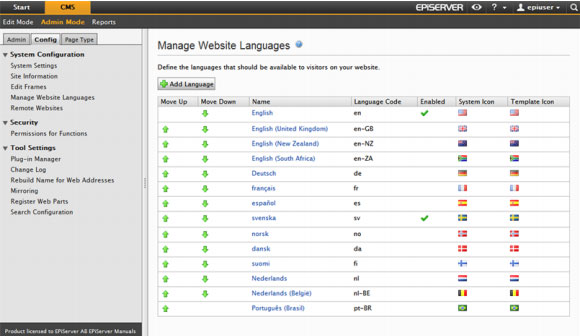 Start
CMS
EPISERVER
?
epiuser
Edit Mode
Admin Mode
Reports
Admin
Config
Page Type
System Configuration
System Settings
Site Information
Edit Frames
Manage Website Languages
Remote Websites
Security
Permissions for Functions
Tool Settings
Plug-in Manager
Change Log
Rebuild Name for Web Addresses
Mirroring
Register Web Parts
Search Configuration
Product licensed to EPiServer AB EPiServer Manuals
Manage Website Languages
Define the languages that should be available to visitors on your website.
Add Language
Move Up Move Down Name Language Code Enabled System Icon Template Icon
English en
English (United Kingdom) en-GB
English (New Zealand) en-NZ
English (South Africa) en-ZA
Deutsch de
français fr
español es
svenska sv
norsk no
dansk da
suomi fi
Nederlands nl
Nederlands (België) nl-BE
Português (Brasil) pt-BR